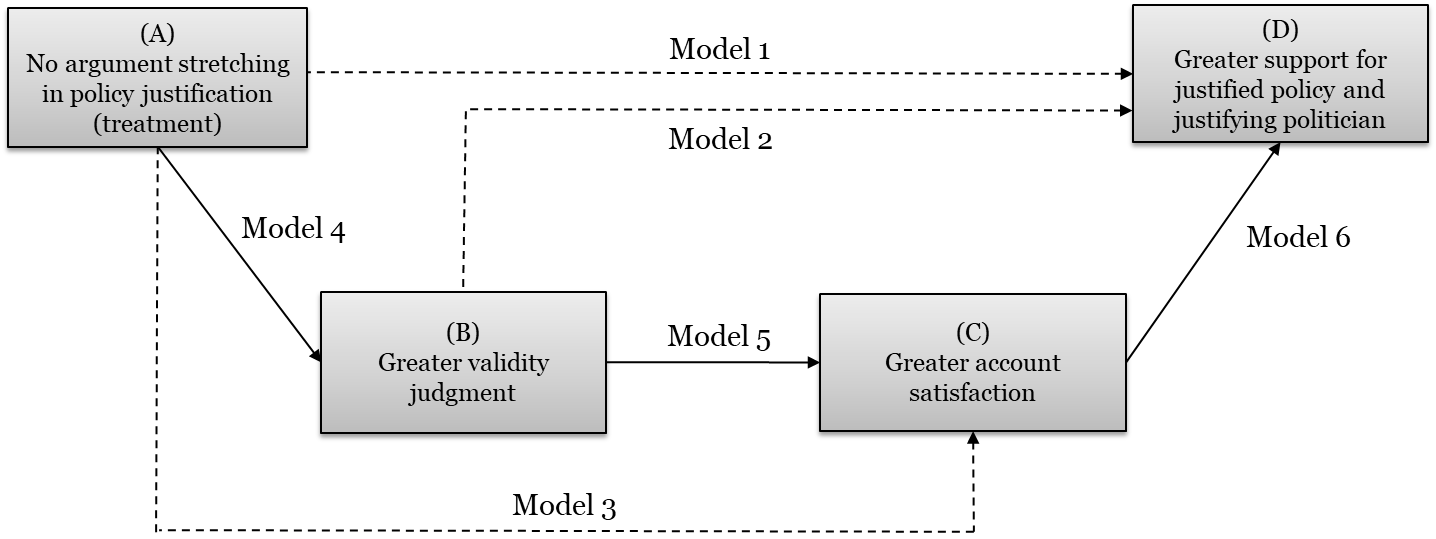 (A)
No argument stretching
in policy justification
(treatment)
Model 1
(D)
Greater support for
justified policy and
justifying politician
Model 2
Model 4
Model 6
(B)
Greater validity
judgment
Model 5
(C)
Greater account
satisfaction
Model 3